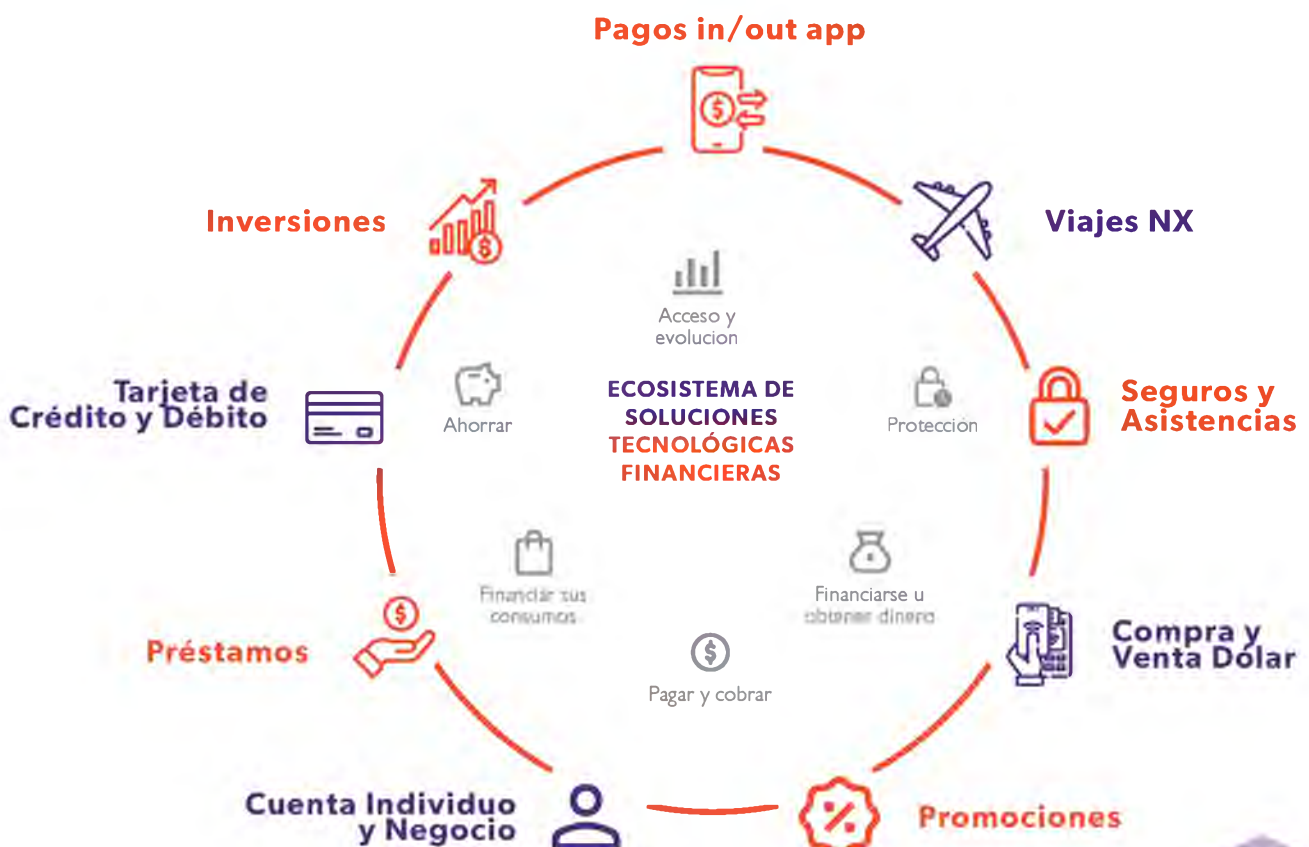 Pagos in/out app
Inversiones
Viajes NX
Acceso y
evolucion
Tarjeta de
Crédito y Débito
Ahorrar
ECOSISTEMA DE
SOLUCIONES
TECNOLÓGICAS
FINANCIERAS
Protección
Seguros y
Asistencias
Financiar sus
consumos
Financiarse u
obtener dinero
Préstamos
Pagar y cobrar
Compra y
Venta Dólar
Cuenta Individuo
y Negocio
Promociones